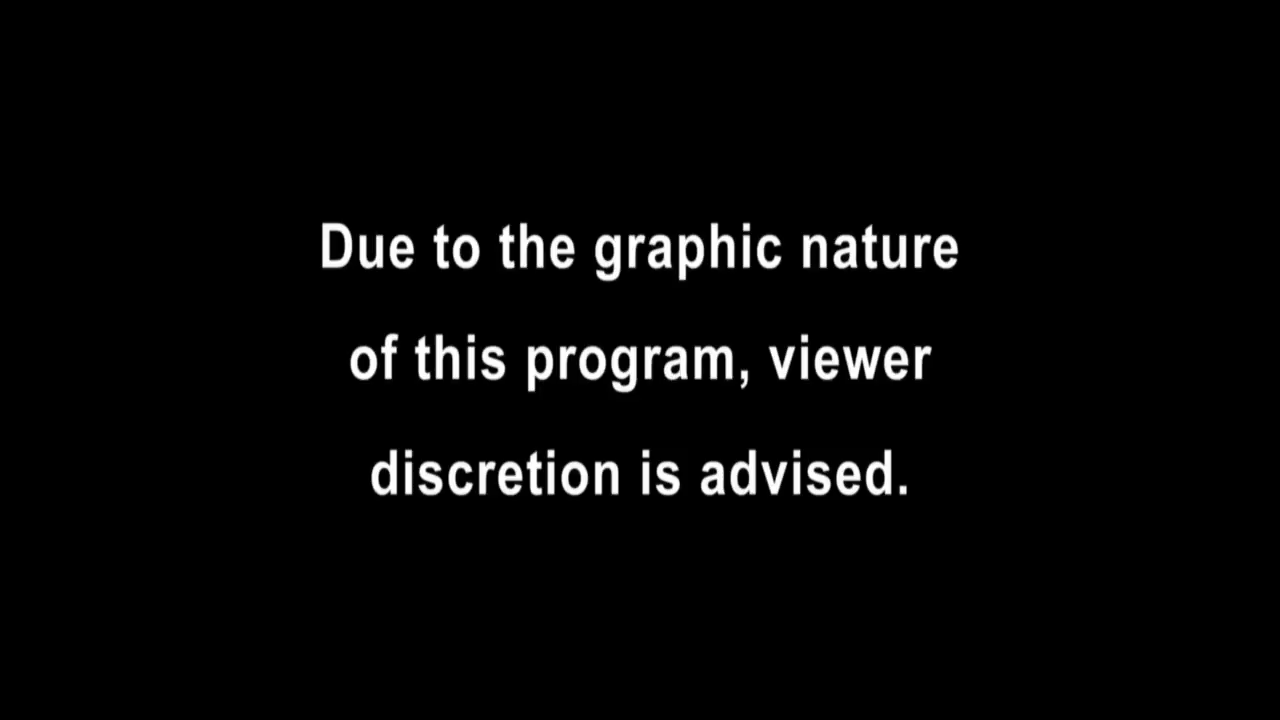 Due to the graphic nature
of this program, viewer
discretion is advised.